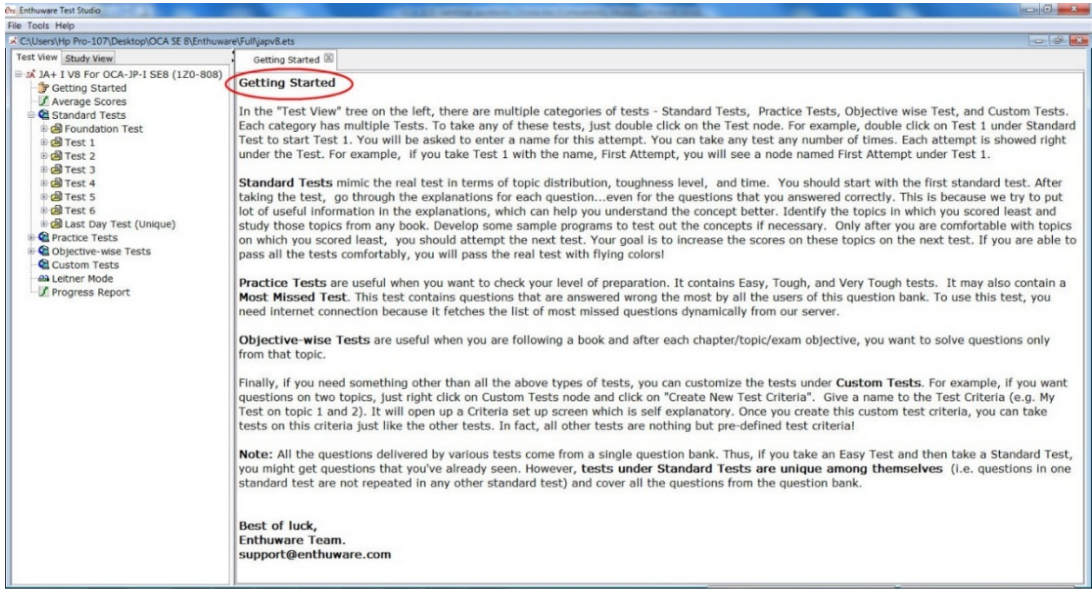 Enthuware Test Studio
File Tools Help
C:\Users\Hp Pro-107\Desktop\OCA SE 8\Enthuware\Full\japv8.ets
Test View Study View
JA+ I V8 For OCA-JP-I SE8 (1Z0-808)
Getting Started
Average Scores
Standard Tests
Foundation Test
Test 1
Test 2
Test 3
Test 4
Test 5
Test 6
Last Day Test (Unique)
Practice Tests
Objective-wise Tests
Custom Tests
Leitner Mode
Progress Report
Getting Started
Getting Started
In the "Test View" tree on the left, there are multiple categories of tests - Standard Tests, Practice Tests, Objective wise Test, and Custom Tests.
Each category has multiple Tests. To take any of these tests, just double click on the Test node. For example, double click on Test 1 under Standard
Test to start Test 1. You will be asked to enter a name for this attempt. You can take any test any number of times. Each attempt is showed right
under the Test. For example, if you take Test 1 with the name, First Attempt, you will see a node named First Attempt under Test 1.
Standard Tests mimic the real test in terms of topic distribution, toughness level, and time. You should start with the first standard test. After
taking the test, go through the explanations for each question...even for the questions that you answered correctly. This is because we try to put
lot of useful information in the explanations, which can help you understand the concept better. Identify the topics in which you scored least and
study those topics from any book. Develop some sample programs to test out the concepts if necessary. Only after you are comfortable with topics
on which you scored least, you should attempt the next test. Your goal is to increase the scores on these topics on the next test. If you are able to
pass all the tests comfortably, you will pass the real test with flying colors!
Practice Tests are useful when you want to check your level of preparation. It contains Easy, Tough, and Very Tough tests. It may also contain a
Most Missed Test. This test contains questions that are answered wrong the most by all the users of this question bank. To use this test, you
need internet connection because it fetches the list of most missed questions dynamically from our server.
Objective-wise Tests are useful when you are following a book and after each chapter/topic/exam objective, you want to solve questions only
from that topic.
Finally, if you need something other than all the above types of tests, you can customize the tests under Custom Tests. For example, if you want
questions on two topics, just right click on Custom Tests node and click on "Create New Test Criteria". Give a name to the Test Criteria (e.g. My
Test on topic 1 and 2). It will open up a Criteria set up screen which is self explanatory. Once you create this custom test criteria, you can take
tests on this criteria just like the other tests. In fact, all other tests are nothing but pre-defined test criteria!
Note: All the questions delivered by various tests come from a single question bank. Thus, if you take an Easy Test and then take a Standard Test,
you might get questions that you've already seen. However, tests under Standard Tests are unique among themselves (i.e. questions in one
standard test are not repeated in any other standard test) and cover all the questions from the question bank.
Best of luck,
Enthuware Team.
support@enthuware.com